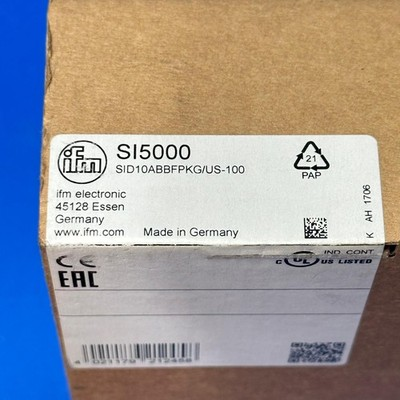 ifm
SI5000
SID10ABBFPKG/US-100
21
PAP
ifm electronic
45128 Essen
Germany
www.ifm.com Made in Germany
K AH 1706
CE
EAC
IND. CONT.
C UL US LISTED